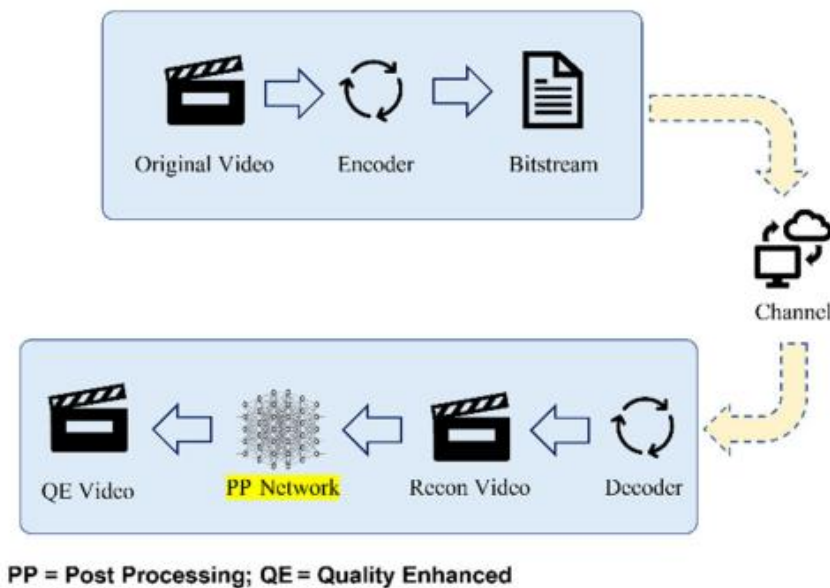 Original Video
Encoder
Bitstream
Channel
QE Video
PP Network
Recon Video
Decoder
PP = Post Processing; QE = Quality Enhanced